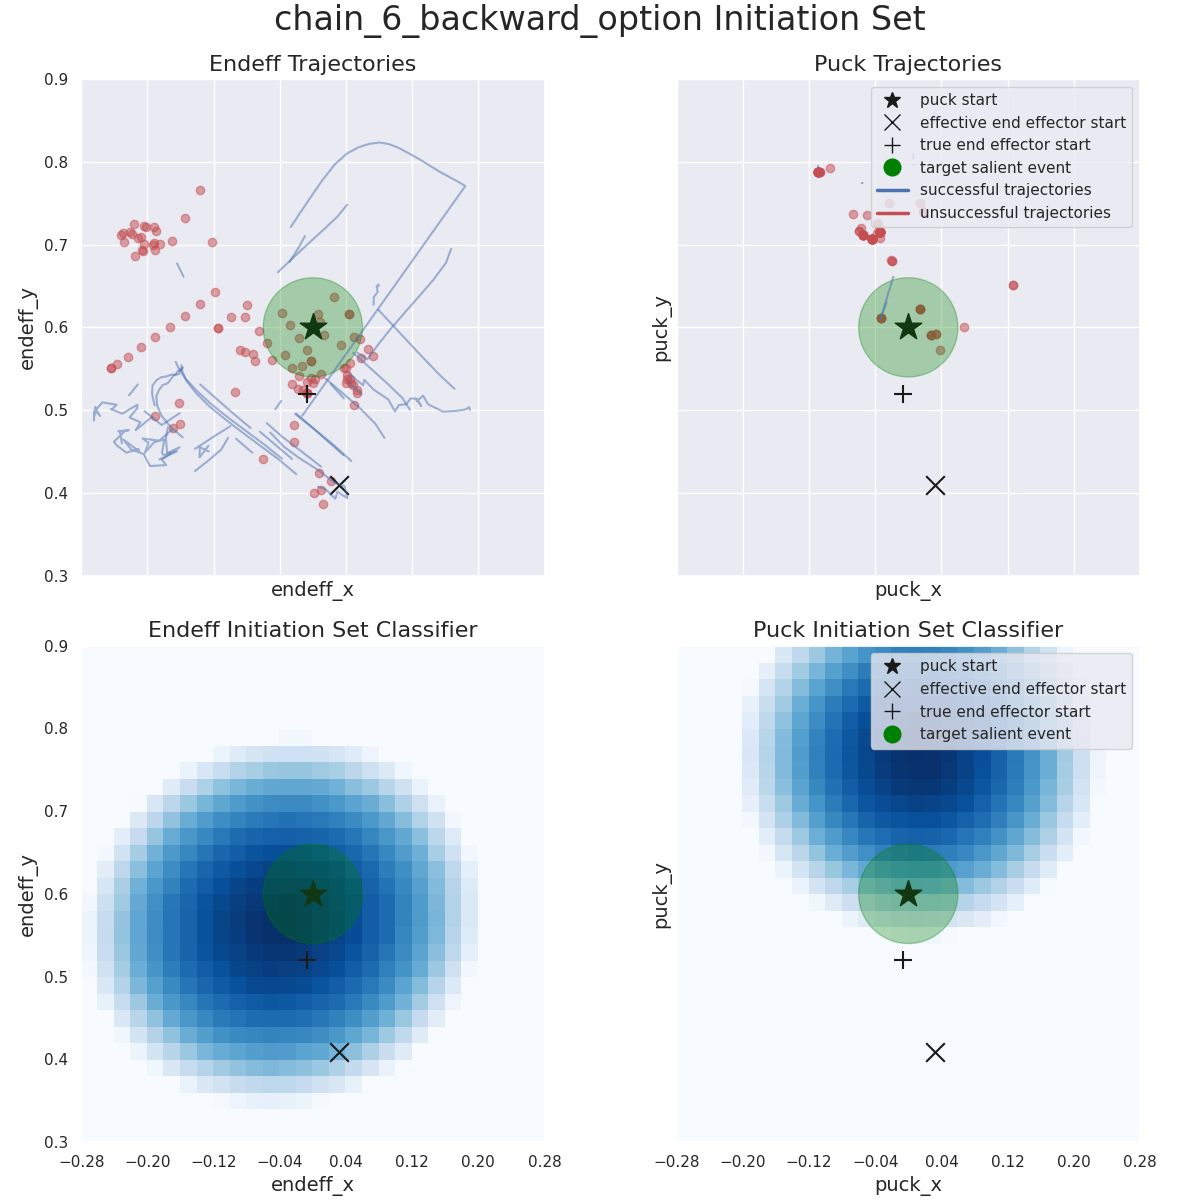 chain_6_backward_option Initiation Set
Endeff Trajectories
Puck Trajectories
0.9
0.8
0.7
0.6
0.5
0.4
0.3
endeff_y
endeff_x
puck start
effective end effector start
true end effector start
target salient event
successful trajectories
unsuccessful trajectories
puck_y
puck_x
Endeff Initiation Set Classifier
Puck Initiation Set Classifier
0.9
0.8
0.7
0.6
0.5
0.4
0.3
endeff_y
−0.28 −0.20 −0.12 −0.04 0.04 0.12 0.20 0.28
endeff_x
puck start
effective end effector start
true end effector start
target salient event
puck_y
−0.28 −0.20 −0.12 −0.04 0.04 0.12 0.20 0.28
puck_x